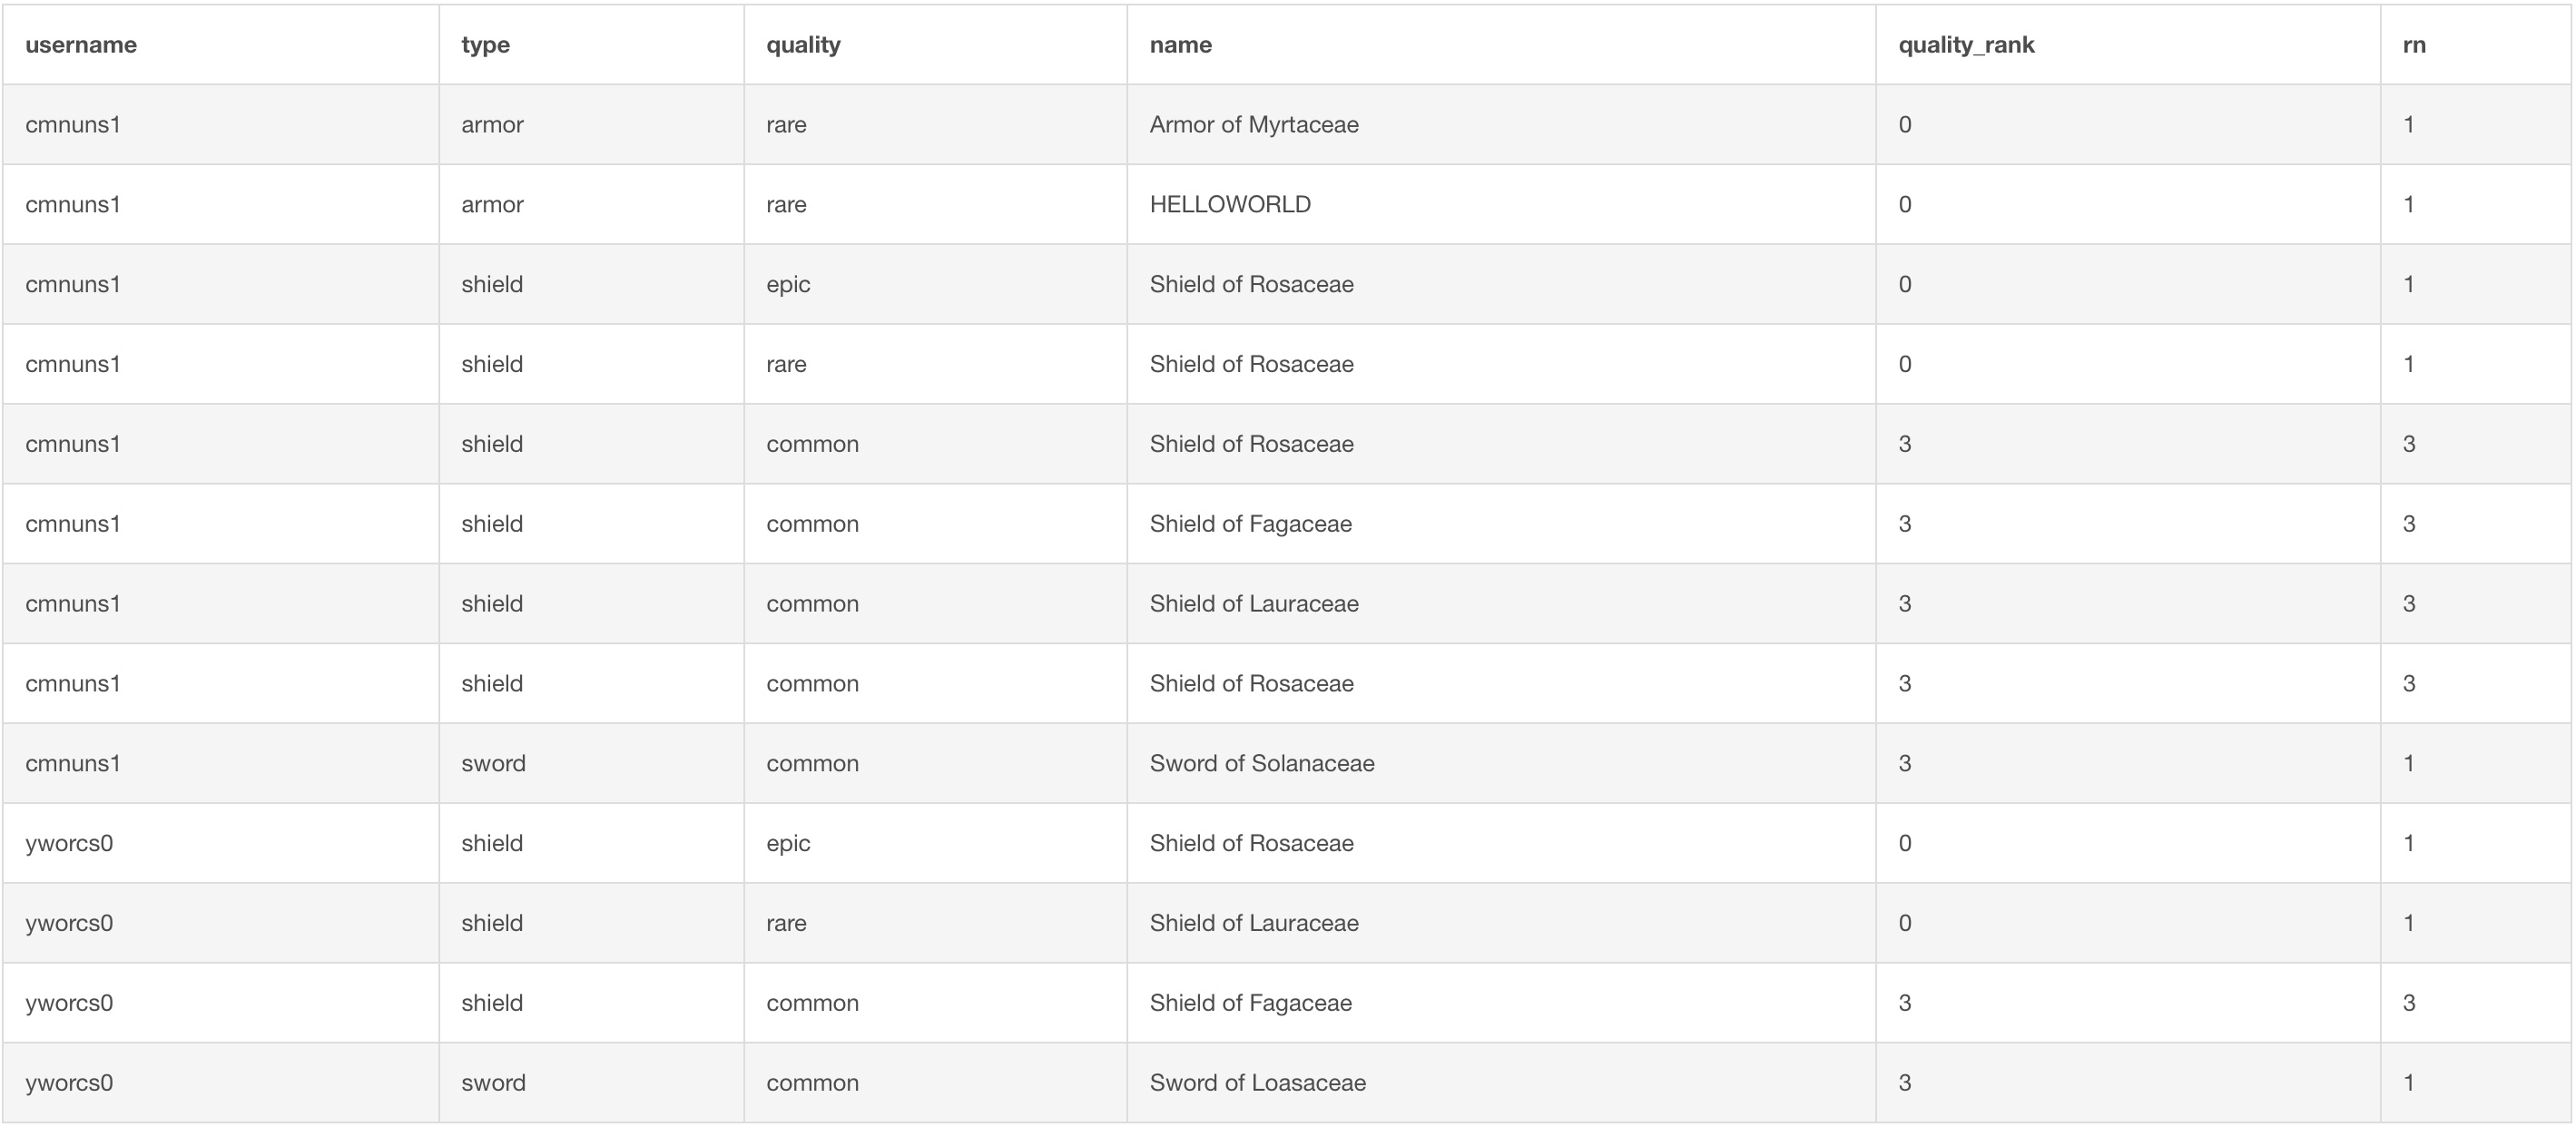 username type quality name quality_rank rn
cmnuns1 armor rare Armor of Myrtaceae 0 1
cmnuns1 armor rare HELLOWORLD 0 1
cmnuns1 shield epic Shield of Rosaceae 0 1
cmnuns1 shield rare Shield of Rosaceae 0 1
cmnuns1 shield common Shield of Rosaceae 3 3
cmnuns1 shield common Shield of Fagaceae 3 3
cmnuns1 shield common Shield of Lauraceae 3 3
cmnuns1 shield common Shield of Rosaceae 3 3
cmnuns1 sword common Sword of Solanaceae 3 1
yworcs0 shield epic Shield of Rosaceae 0 1
yworcs0 shield rare Shield of Lauraceae 0 1
yworcs0 shield common Shield of Fagaceae 3 3
yworcs0 sword common Sword of Loasaceae 3 1